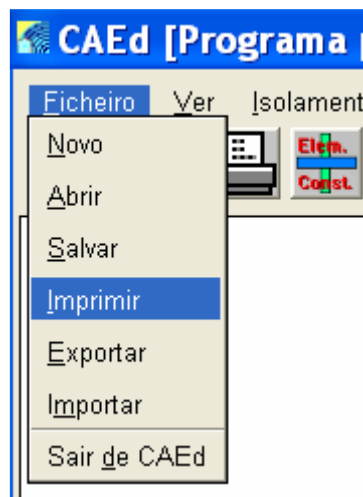 CAEd [Programa
Ficheiro Ver Isolament
Novo
Elem.
Const.
Abrir
Salvar
Imprimir
Exportar
Importar
Sair de CAEd